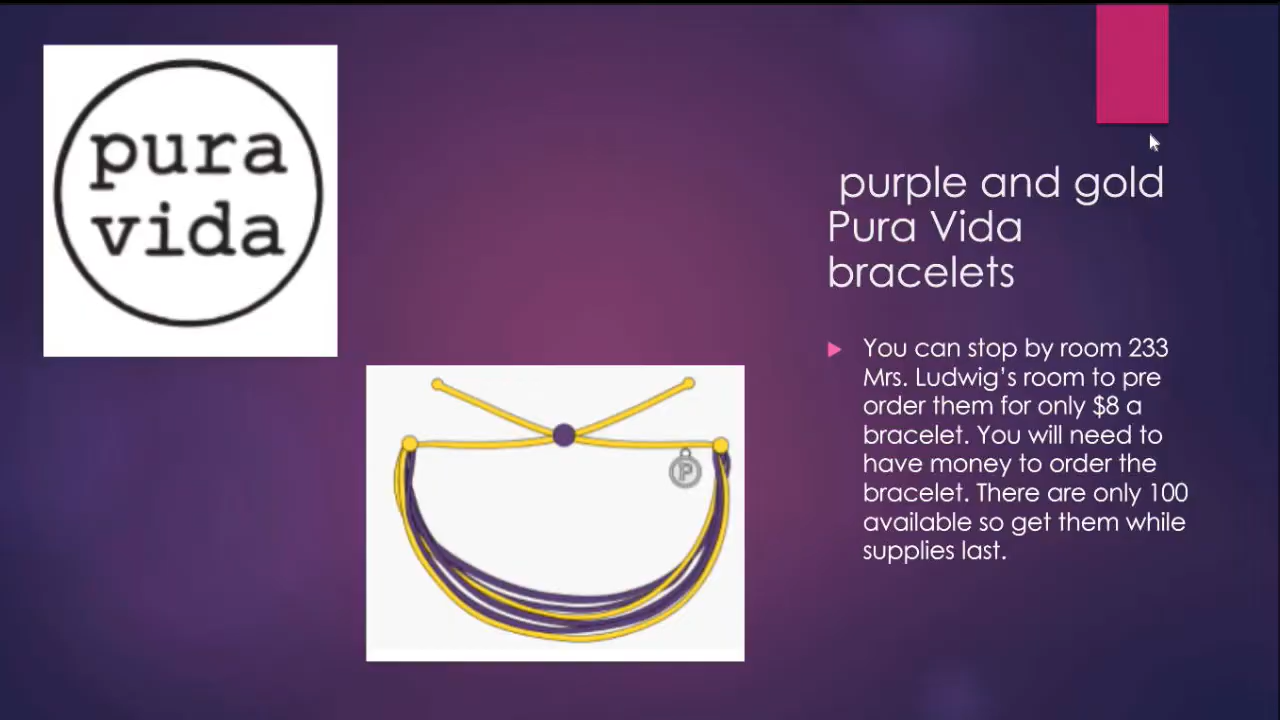 pura
vida
purple and gold
Pura Vida
bracelets
You can stop by room 233
Mrs. Ludwig's room to pre
order them for only $8 a
bracelet. You will need to
have money to order the
bracelet. There are only 100
available so get them while
supplies last.
P